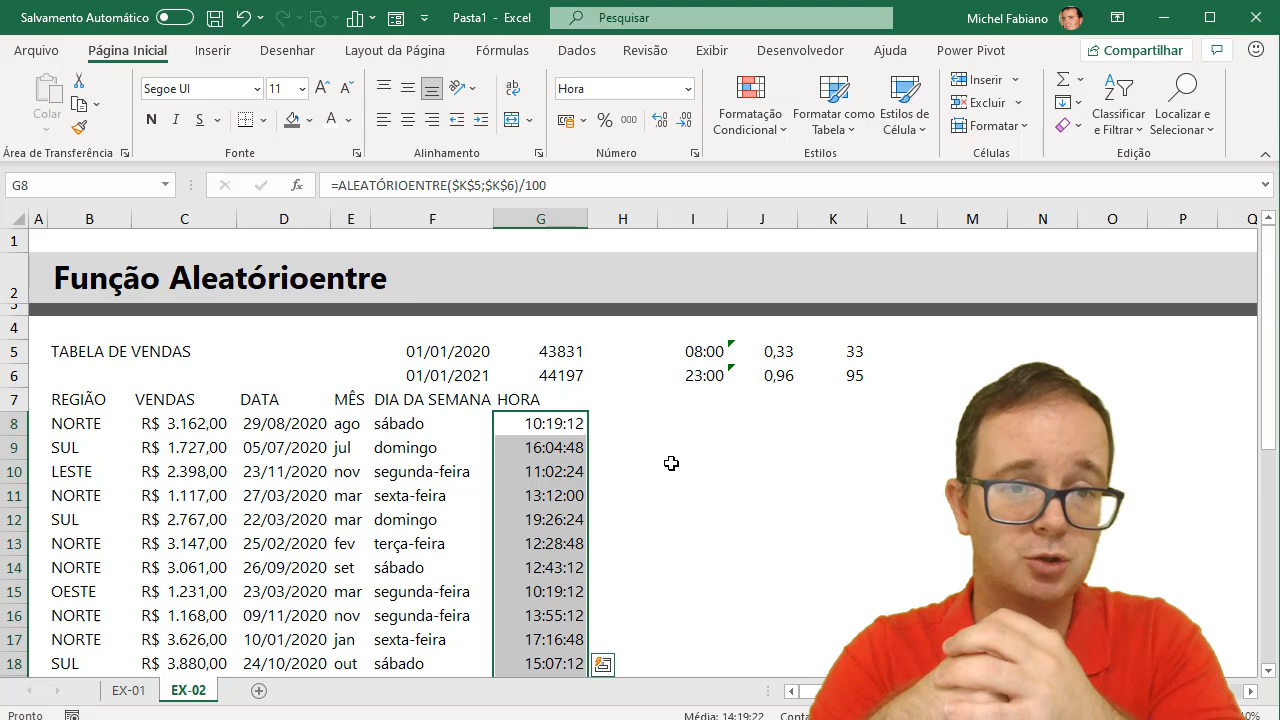 Salvamento Automático
Pasta1 - Excel
Pesquisar
Michel Fabiano
Arquivo Página Inicial Inserir Desenhar Layout da Página Fórmulas Dados Revisão Exibir Desenvolvedor Ajuda Power Pivot Compartilhar
Colar
Segoe UI 11
N I S
A A
ab
Hora
% 000
Formatação Condicional
Formatar como Tabela
Estilos de Célula
Inserir
Excluir
Formatar
Classificar e Filtrar
Localizar e Selecionar
Área de Transferência Fonte Alinhamento Número Estilos Células Edição
G8 fx =ALEATÓRIOENTRE($K$5;$K$6)/100
A B C D E F G H I J K L M N O P Q
1
2 Função Aleatórioentre
3
4
5 TABELA DE VENDAS 01/01/2020 43831 08:00 0,33 33
6 01/01/2021 44197 23:00 0,96 95
7 REGIÃO VENDAS DATA MÊS DIA DA SEMANA HORA
8 NORTE R$ 3.162,00 29/08/2020 ago sábado 10:19:12
9 SUL R$ 1.727,00 05/07/2020 jul domingo 16:04:48
10 LESTE R$ 2.398,00 23/11/2020 nov segunda-feira 11:02:24
11 NORTE R$ 1.117,00 27/03/2020 mar sexta-feira 13:12:00
12 SUL R$ 2.767,00 22/03/2020 mar domingo 19:26:24
13 NORTE R$ 3.147,00 25/02/2020 fev terça-feira 12:28:48
14 NORTE R$ 3.061,00 26/09/2020 set sábado 12:43:12
15 OESTE R$ 1.231,00 23/03/2020 mar segunda-feira 10:19:12
16 NORTE R$ 1.168,00 09/11/2020 nov segunda-feira 13:55:12
17 NORTE R$ 3.626,00 10/01/2020 jan sexta-feira 17:16:48
18 SUL R$ 3.880,00 24/10/2020 out sábado 15:07:12
EX-01 EX-02
Pronto Média: 14:19:22